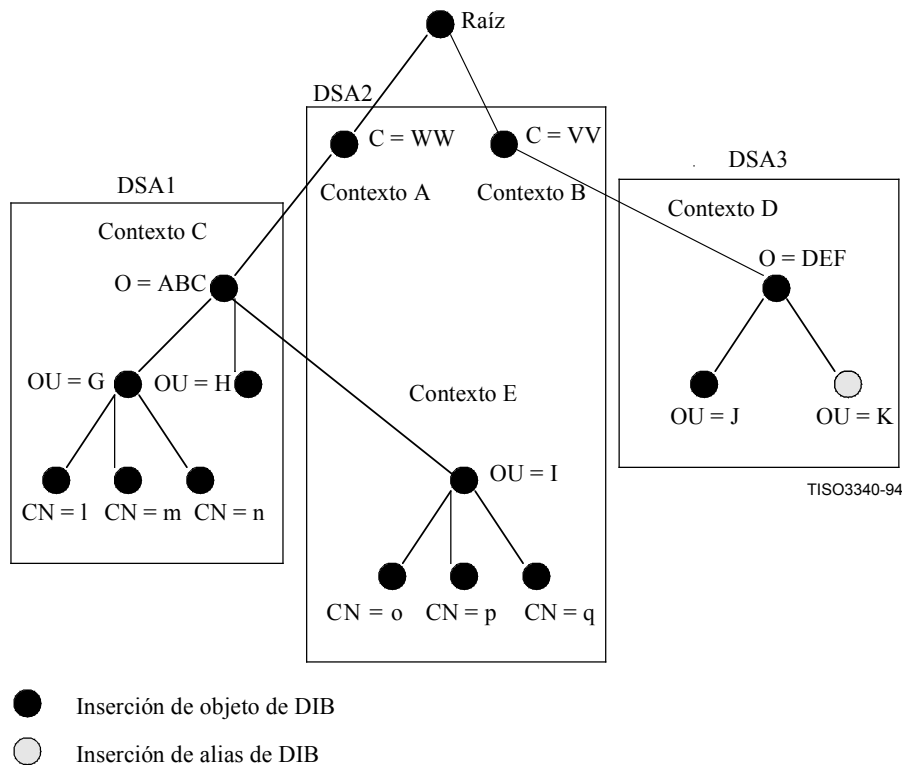 Raíz
DSA2
C = WW
C = VV
DSA3
DSA1
Contexto A
Contexto B
Contexto D
Contexto C
O = DEF
O = ABC
OU = G
OU = H
Contexto E
OU = J
OU = K
OU = I
TISO3340-94
CN = l
CN = m
CN = n
CN = o
CN = p
CN = q
Inserción de objeto de DIB
Inserción de alias de DIB